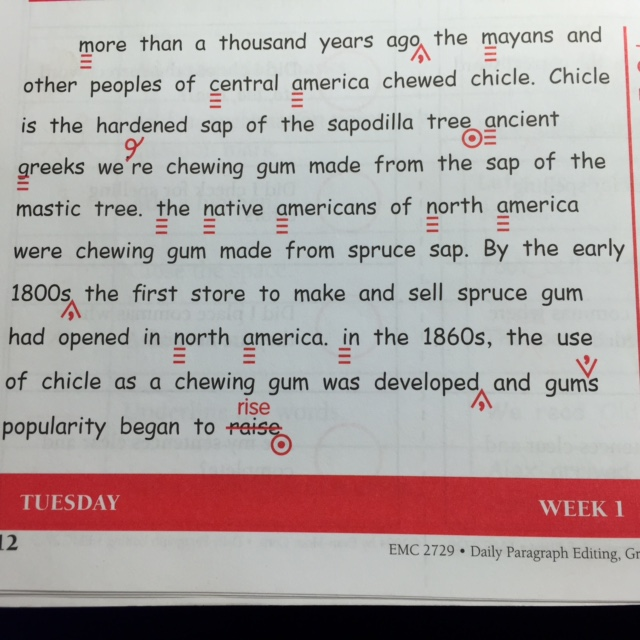 more than a thousand years ago, the mayans and
other peoples of central america chewed chicle. Chicle
is the hardened sap of the sapodilla tree. ancient
greeks we're chewing gum made from the sap of the
mastic tree. the native americans of north america
were chewing gum made from spruce sap. By the early
1800s, the first store to make and sell spruce gum
had opened in north america. in the 1860s, the use
of chicle as a chewing gum was developed, and gum's
rise
popularity began to raise.
TUESDAY WEEK 1
12
EMC 2729 • Daily Paragraph Editing,